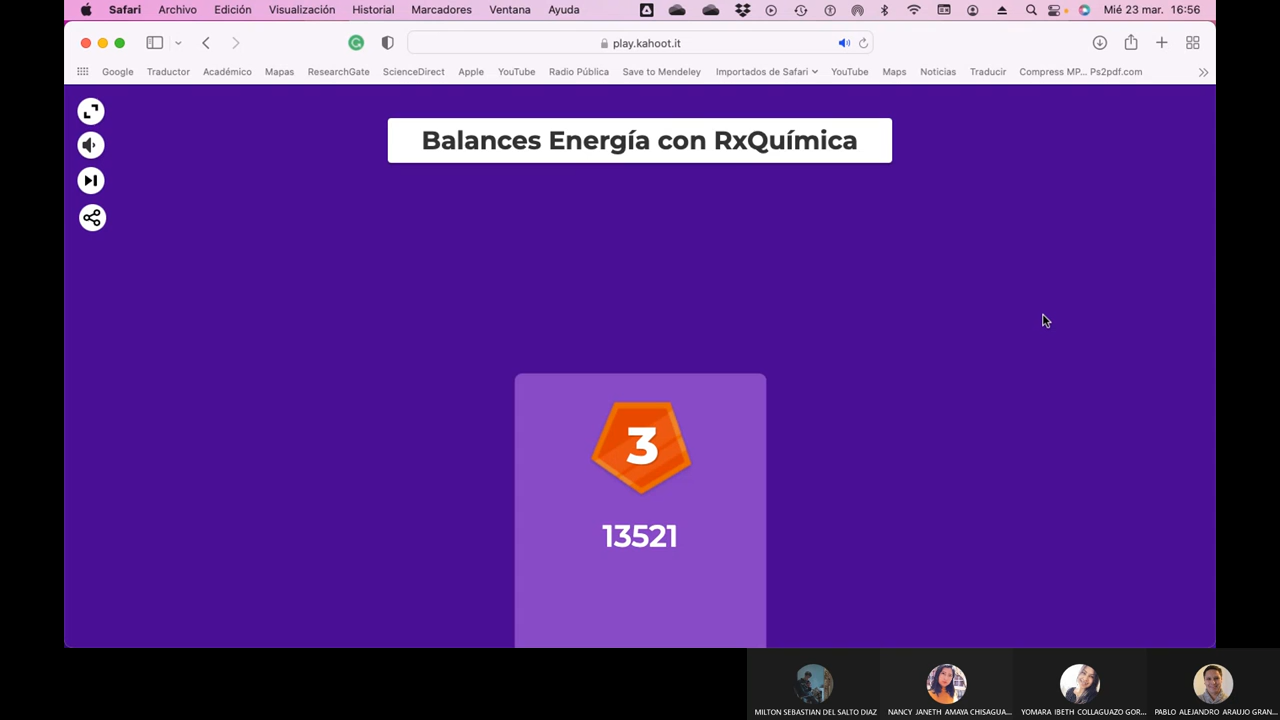 Safari Archivo Edición Visualización Historial Marcadores Ventana Ayuda Mié 23 mar. 16:56
play.kahoot.it
Google Traductor Académico Mapas ResearchGate ScienceDirect Apple YouTube Radio Pública Save to Mendeley Importados de Safari YouTube Maps Noticias Traducir Compress MP... Ps2pdf.com
Balances Energía con RxQuímica
3
13521
MILTON SEBASTIAN DEL SALTO DIAZ NANCY JANETH AMAYA CHISAGUA... YOMARA IBETH COLLAGUAZO GOR... PABLO ALEJANDRO ARAUJO GRAN...